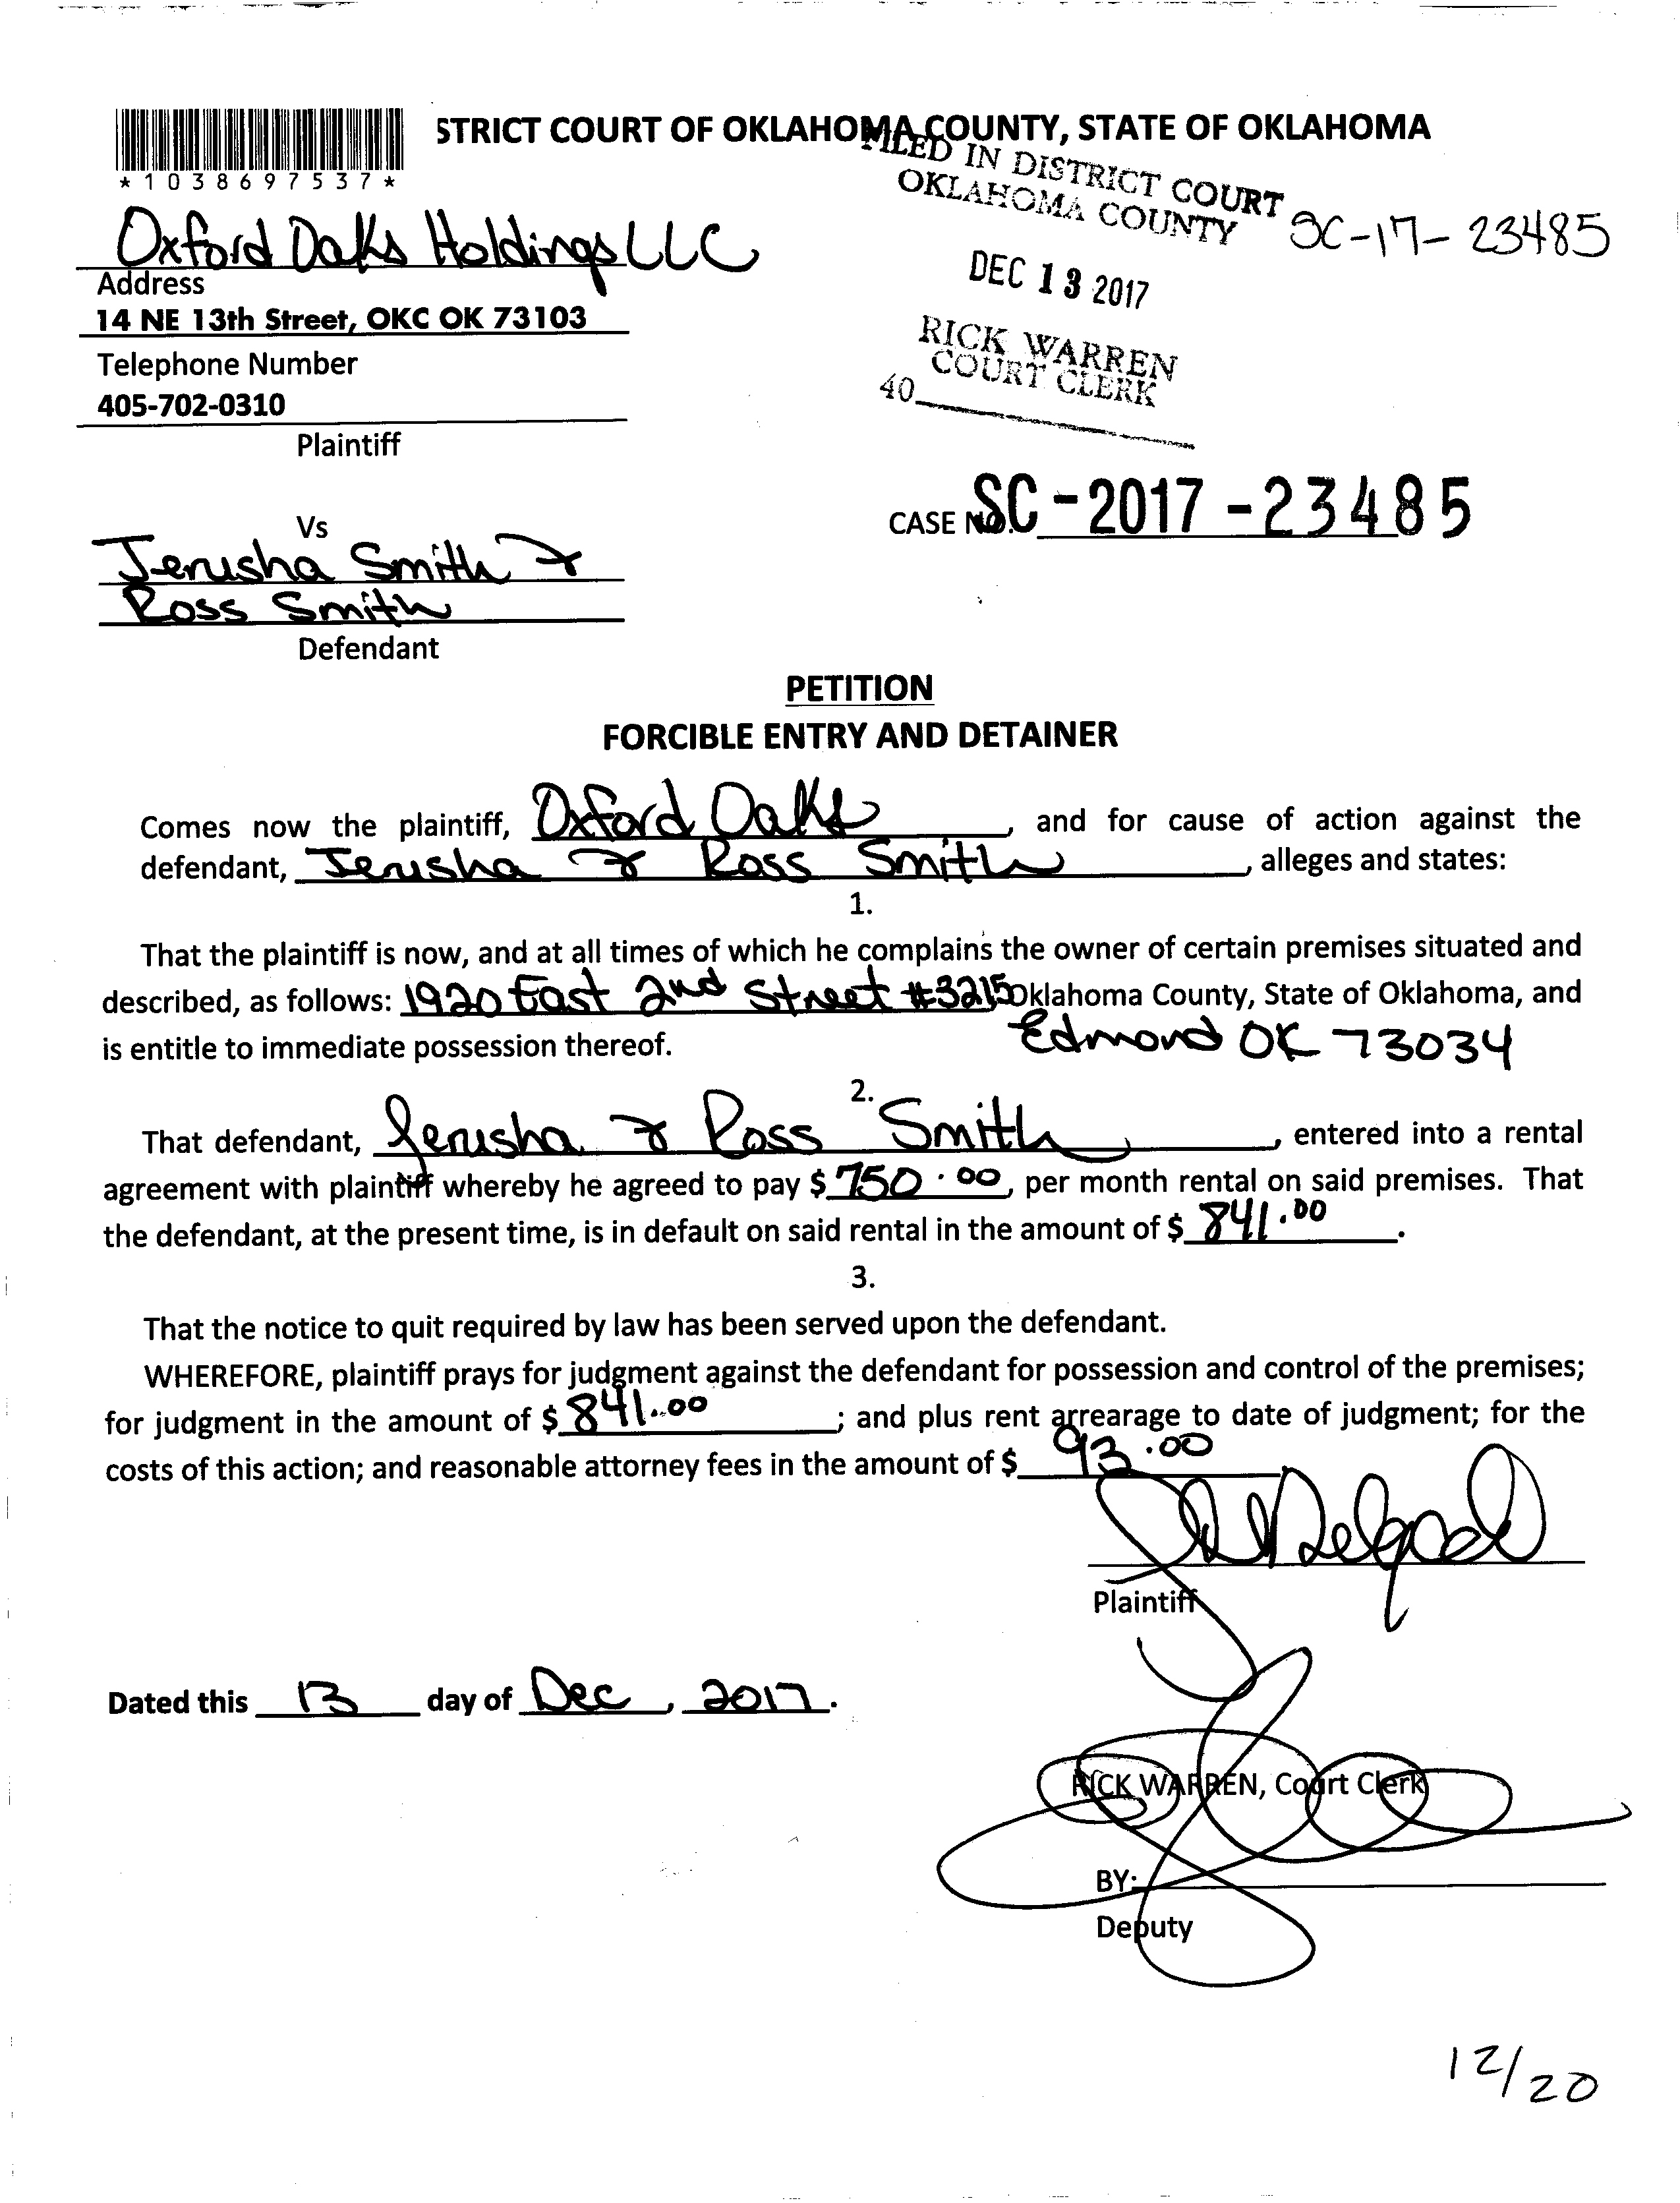 STRICT COURT OF OKLAHOMA COUNTY, STATE OF OKLAHOMA
*1038697537*
FILED IN DISTRICT COURT
OKLAHOMA COUNTY
SC-17-23485
Oxford Oaks Holdings LLC
Address
DEC 13 2017
14 NE 13th Street, OKC OK 73103
RICK WARREN
COURT CLERK
Telephone Number
40
405-702-0310
Plaintiff
CASE NO. SC-2017-23485
Vs
Jerusha Smith &
Ross Smith
Defendant
PETITION
FORCIBLE ENTRY AND DETAINER
Comes now the plaintiff, Oxford Oaks, and for cause of action against the
defendant, Jerusha & Ross Smith, alleges and states:
1.
That the plaintiff is now, and at all times of which he complains the owner of certain premises situated and
described, as follows: 1920 East 2nd Street #3215 Oklahoma County, State of Oklahoma, and
is entitle to immediate possession thereof. Edmond OK 73034
2.
That defendant, Jerusha & Ross Smith, entered into a rental
agreement with plaintiff whereby he agreed to pay $ 750.00, per month rental on said premises. That
the defendant, at the present time, is in default on said rental in the amount of $ 841.00.
3.
That the notice to quit required by law has been served upon the defendant.
WHEREFORE, plaintiff prays for judgment against the defendant for possession and control of the premises;
for judgment in the amount of $ 841.00; and plus rent arrearage to date of judgment; for the
costs of this action; and reasonable attorney fees in the amount of $ 93.00
Plaintiff
Dated this 13 day of Dec, 2017.
RICK WARREN, Court Clerk
BY:
Deputy
12/20